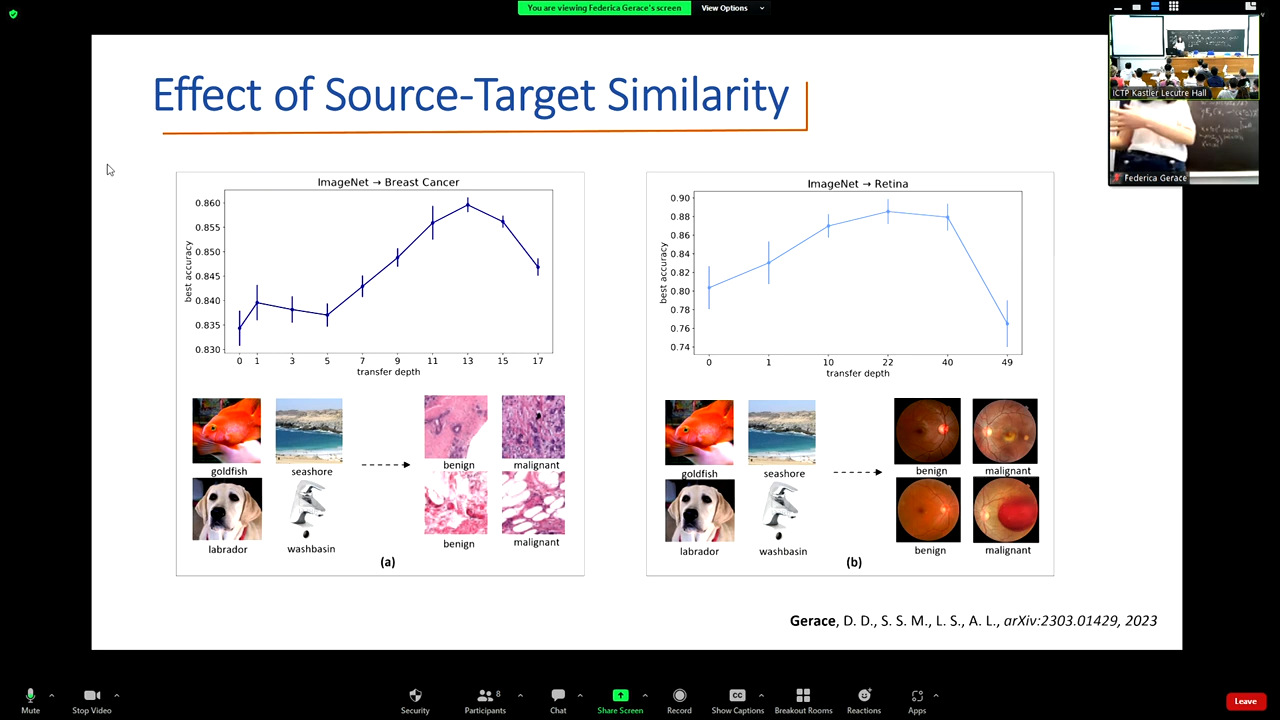 You are viewing Federica Gerace's screen
View Options
ICTP Kastler Lecutre Hall
Federica Gerace
Effect of Source-Target Similarity
ImageNet → Breast Cancer
best accuracy
0.860
0.855
0.850
0.845
0.840
0.835
0.830
0 1 3 5 7 9 11 13 15 17
transfer depth
goldfish seashore benign malignant
labrador washbasin benign malignant
(a)
ImageNet → Retina
best accuracy
0.90
0.88
0.86
0.84
0.82
0.80
0.78
0.76
0.74
0 1 10 22 40 49
transfer depth
goldfish seashore benign malignant
labrador washbasin benign malignant
(b)
Gerace, D. D., S. S. M., L. S., A. L., arXiv:2303.01429, 2023
Mute Stop Video Security Participants 8 Chat Share Screen Record Show Captions Breakout Rooms Reactions Apps Leave